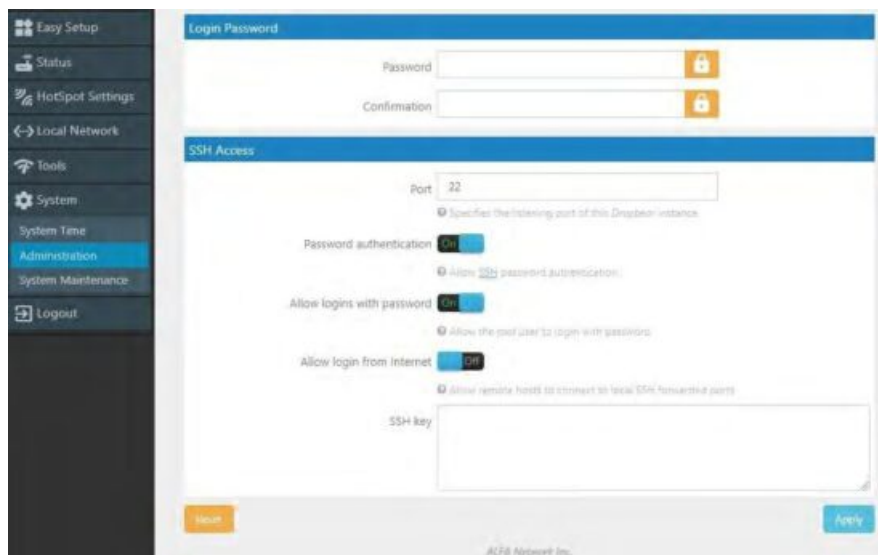 Easy Setup
Status
HotSpot Settings
Local Network
Tools
System
System Time
Administration
System Maintenance
Logout
Login Password
Password
Confirmation
SSH Access
Port 22
Specifies the listening port of this Dropbear instance
Password authentication On
Allow SSH password authentication
Allow logins with password On
Allow the root user to login with password
Allow login from Internet Off
Allow remote hosts to connect to local SSH forwarded ports
SSH key
Reset
Apply
ALFA Network Inc.